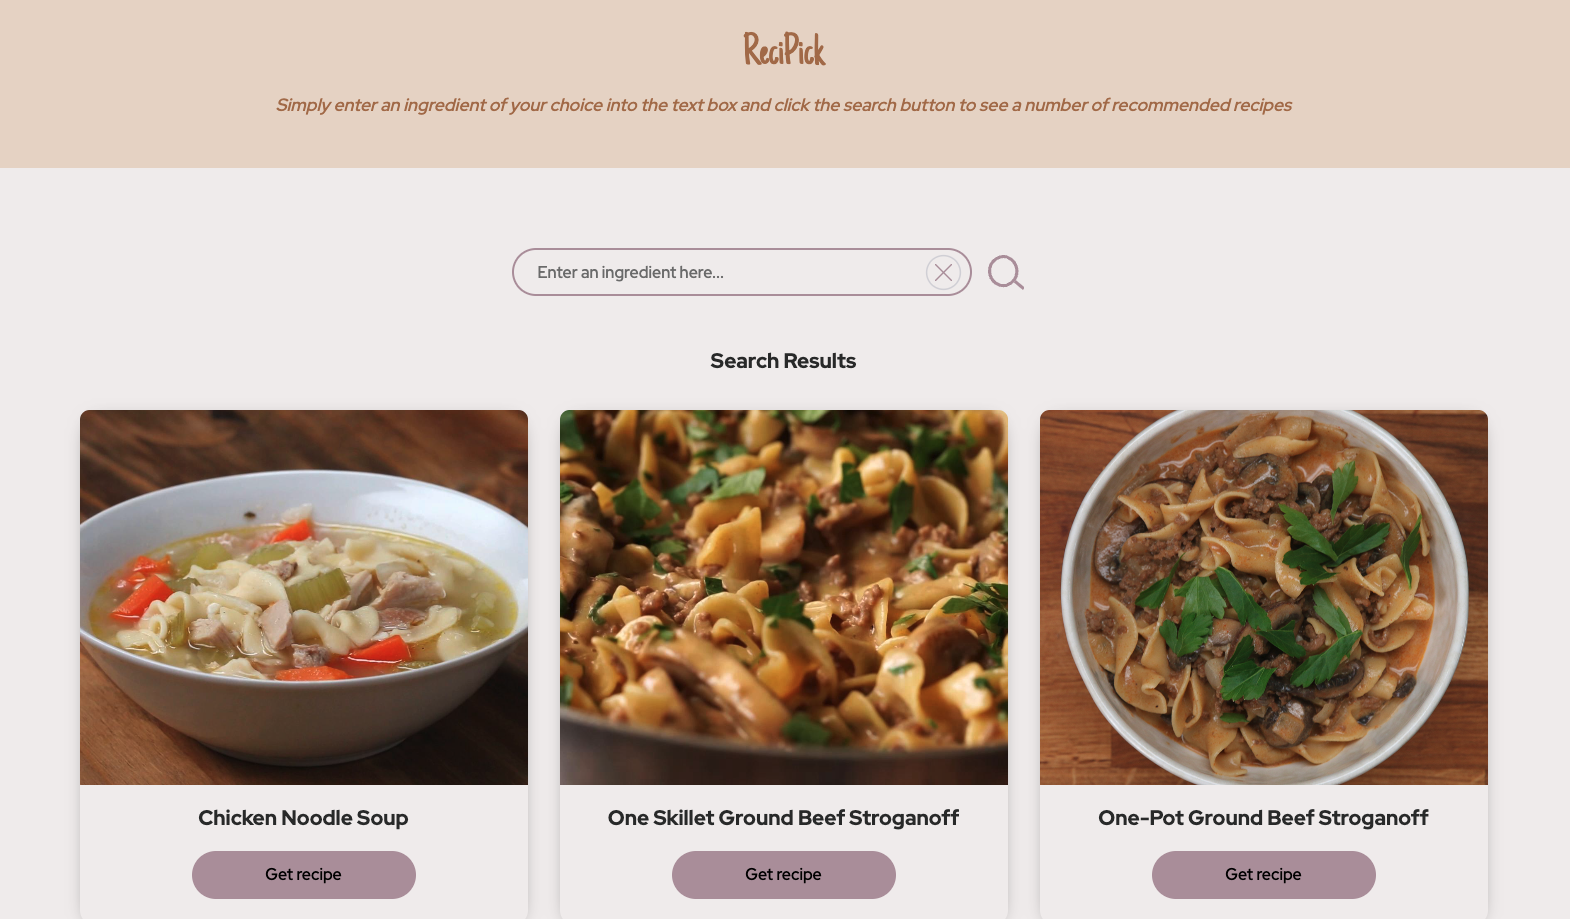 ReciPick
Simply enter an ingredient of your choice into the text box and click the search button to see a number of recommended recipes
Enter an ingredient here...
Search Results
Chicken Noodle Soup
Get recipe
One Skillet Ground Beef Stroganoff
Get recipe
One-Pot Ground Beef Stroganoff
Get recipe